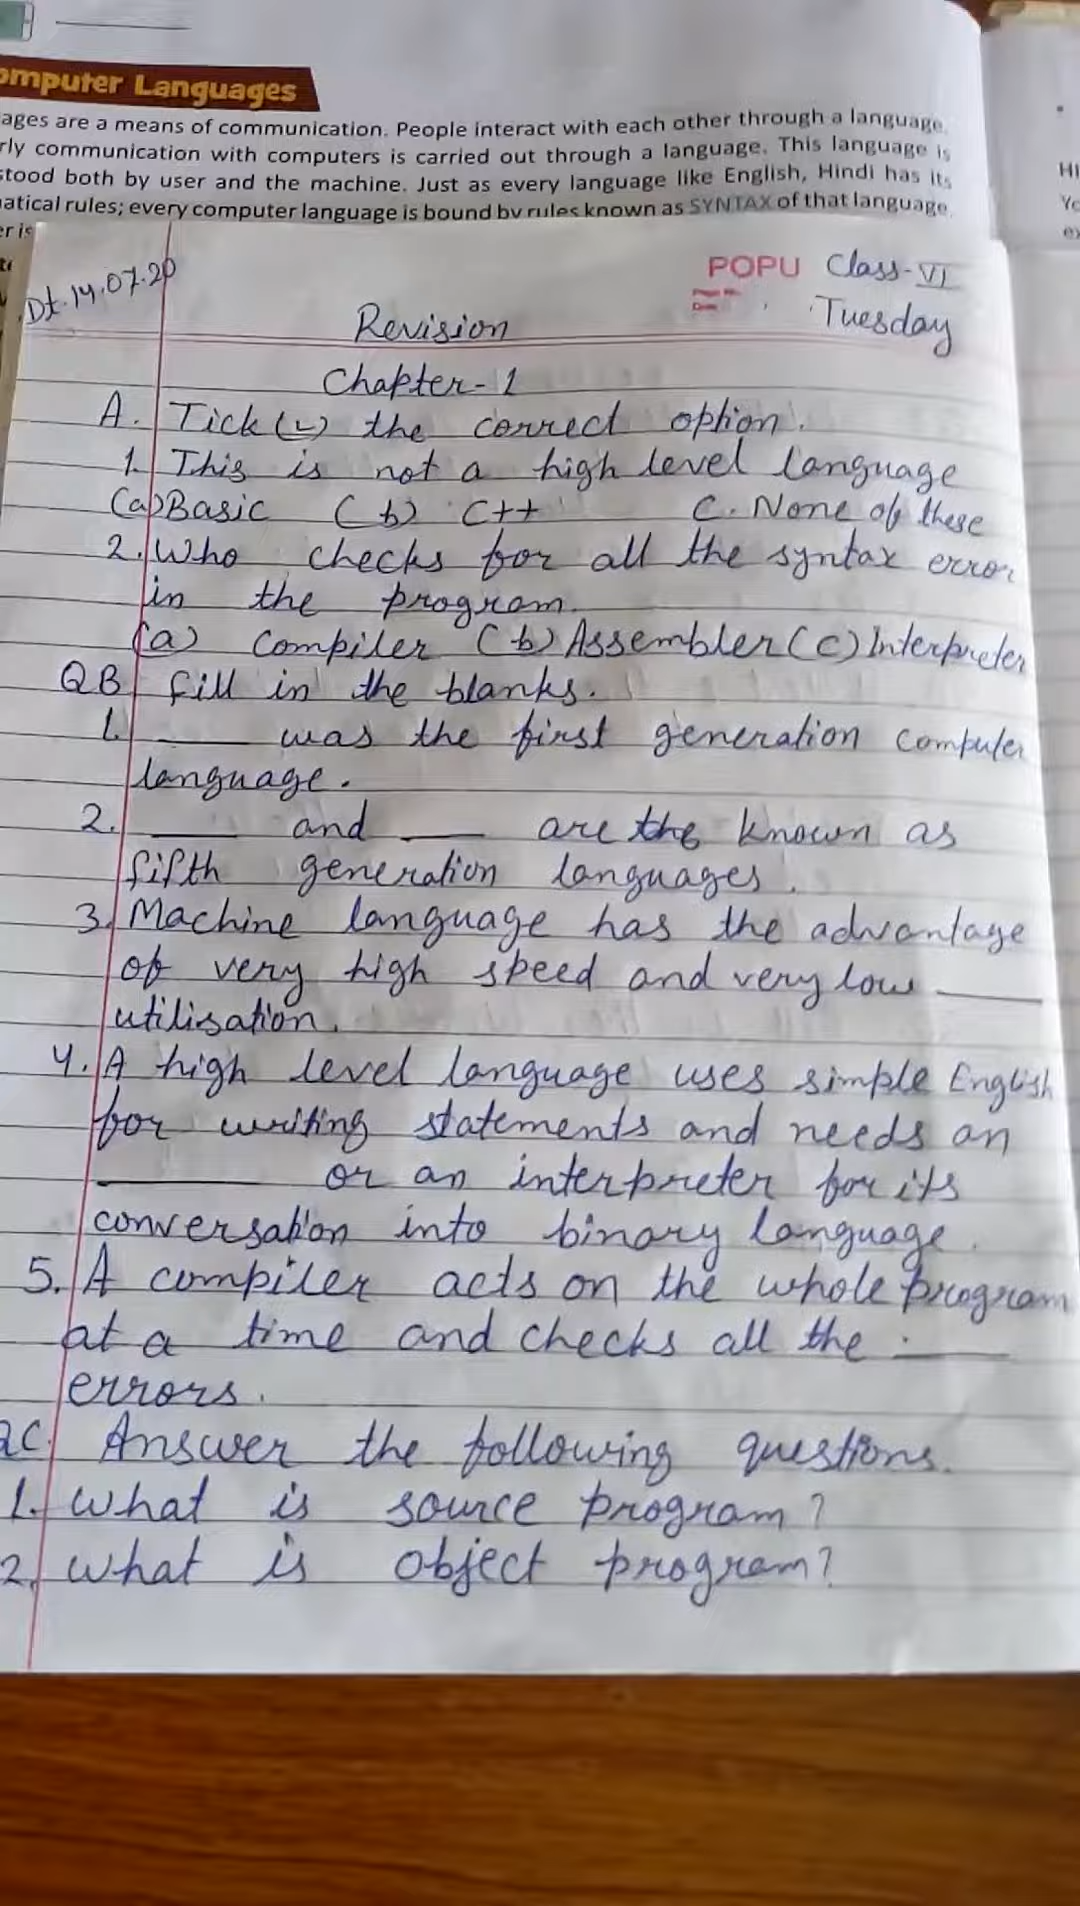 omputer Languages
ages are a means of communication. People interact with each other through a language.
rly communication with computers is carried out through a language. This language is
stood both by user and the machine. Just as every language like English, Hindi has its
atical rules; every computer language is bound by rules known as SYNTAX of that language.
er is
Dt. 14.07.20
POPU Class-VI
Tuesday
Revision
Chapter-1
A. Tick (✓) the correct option.
1. This is not a high level language
(a) Basic (b) C++ C. None of these
2. Who checks for all the syntax error
in the program.
(a) Compiler (b) Assembler (c) Interpreter
QB fill in the blanks.
1. ____ was the first generation computer
language.
2. ____ and ____ are the known as
fifth generation languages.
3. Machine language has the advantage
of very high speed and very low ____
utilisation.
4. A high level language uses simple English
for writing statements and needs an
____ or an interpreter for its
conversation into binary language.
5. A compiler acts on the whole program
at a time and checks all the ____
errors.
QC. Answer the following questions.
1. What is source program?
2. What is object program?